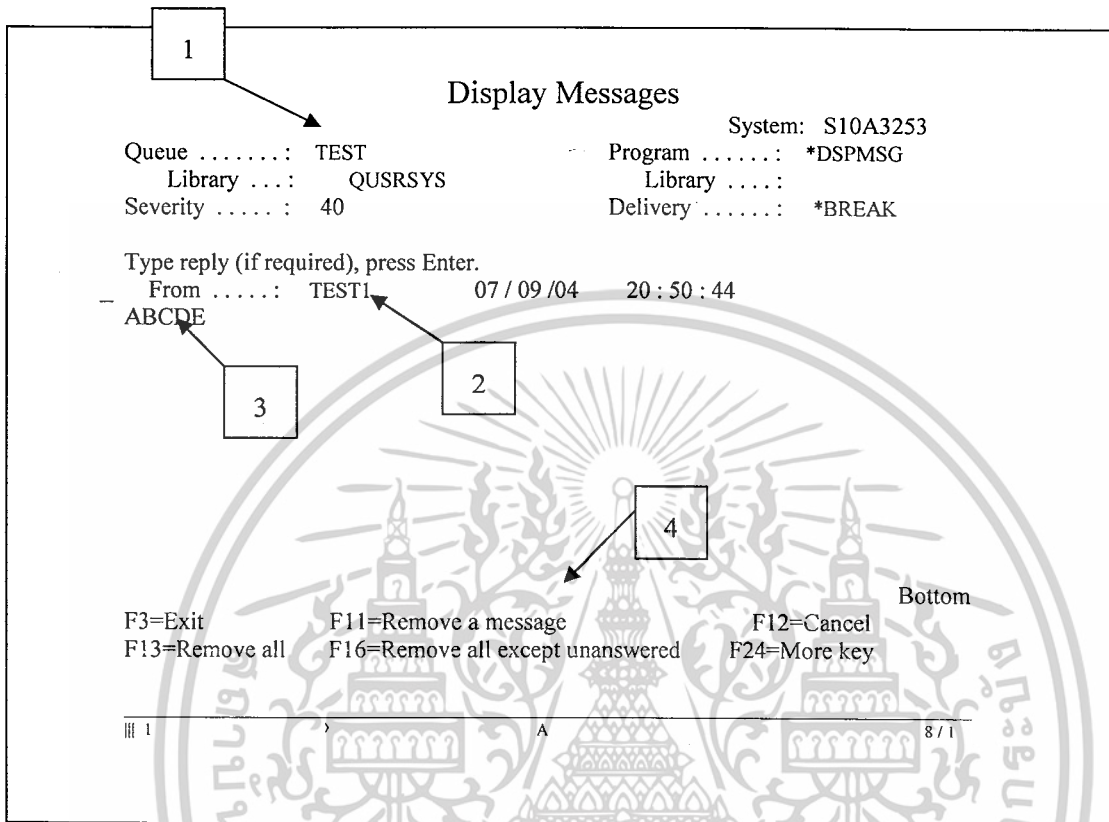 1
Display Messages
System: S10A3253
Queue .......: TEST Program ......: *DSPMSG
Library ...: QUSRSYS Library ....:
Severity ..... : 40 Delivery ......: *BREAK
Type reply (if required), press Enter.
From .....: TEST1 07 / 09 /04 20 : 50 : 44
ABCDE
2
3
4
Bottom
F3=Exit F11=Remove a message F12=Cancel
F13=Remove all F16=Remove all except unanswered F24=More key
1 › A 8 / 1